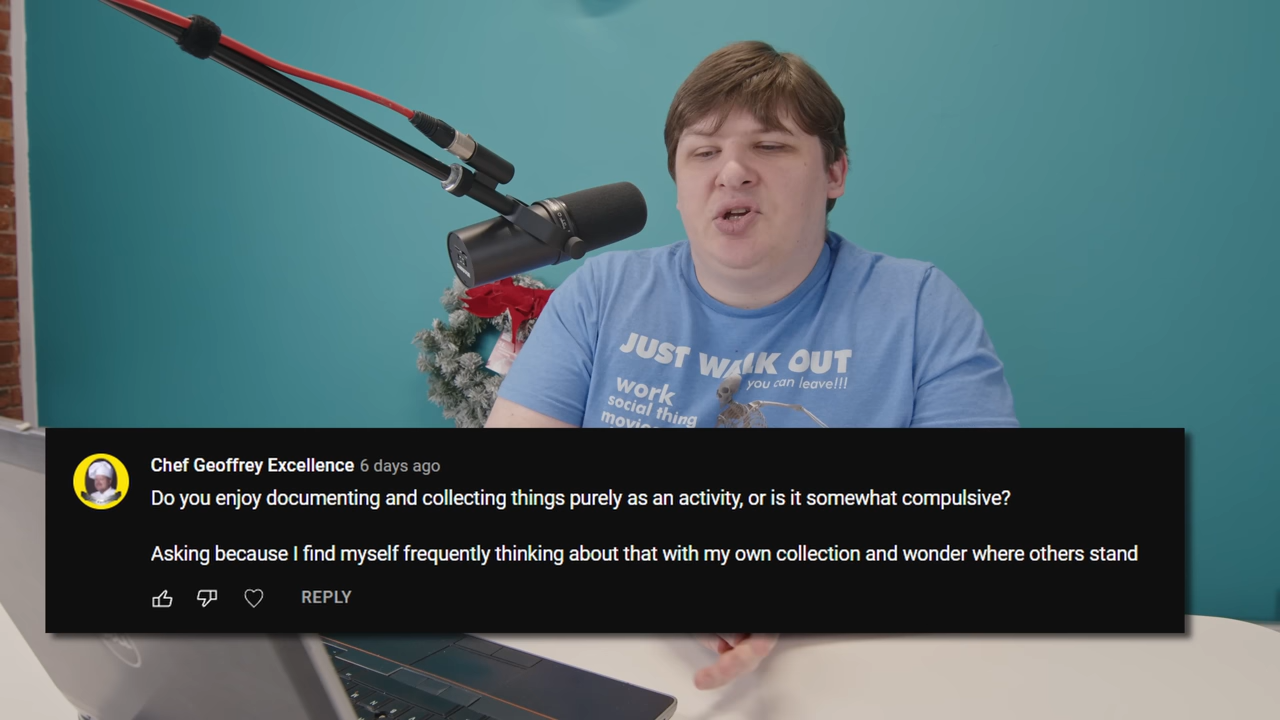 JUST WALK OUT
you can leave!!!
work
social thing
movie
Chef Geoffrey Excellence 6 days ago
Do you enjoy documenting and collecting things purely as an activity, or is it somewhat compulsive?
Asking because I find myself frequently thinking about that with my own collection and wonder where others stand
REPLY